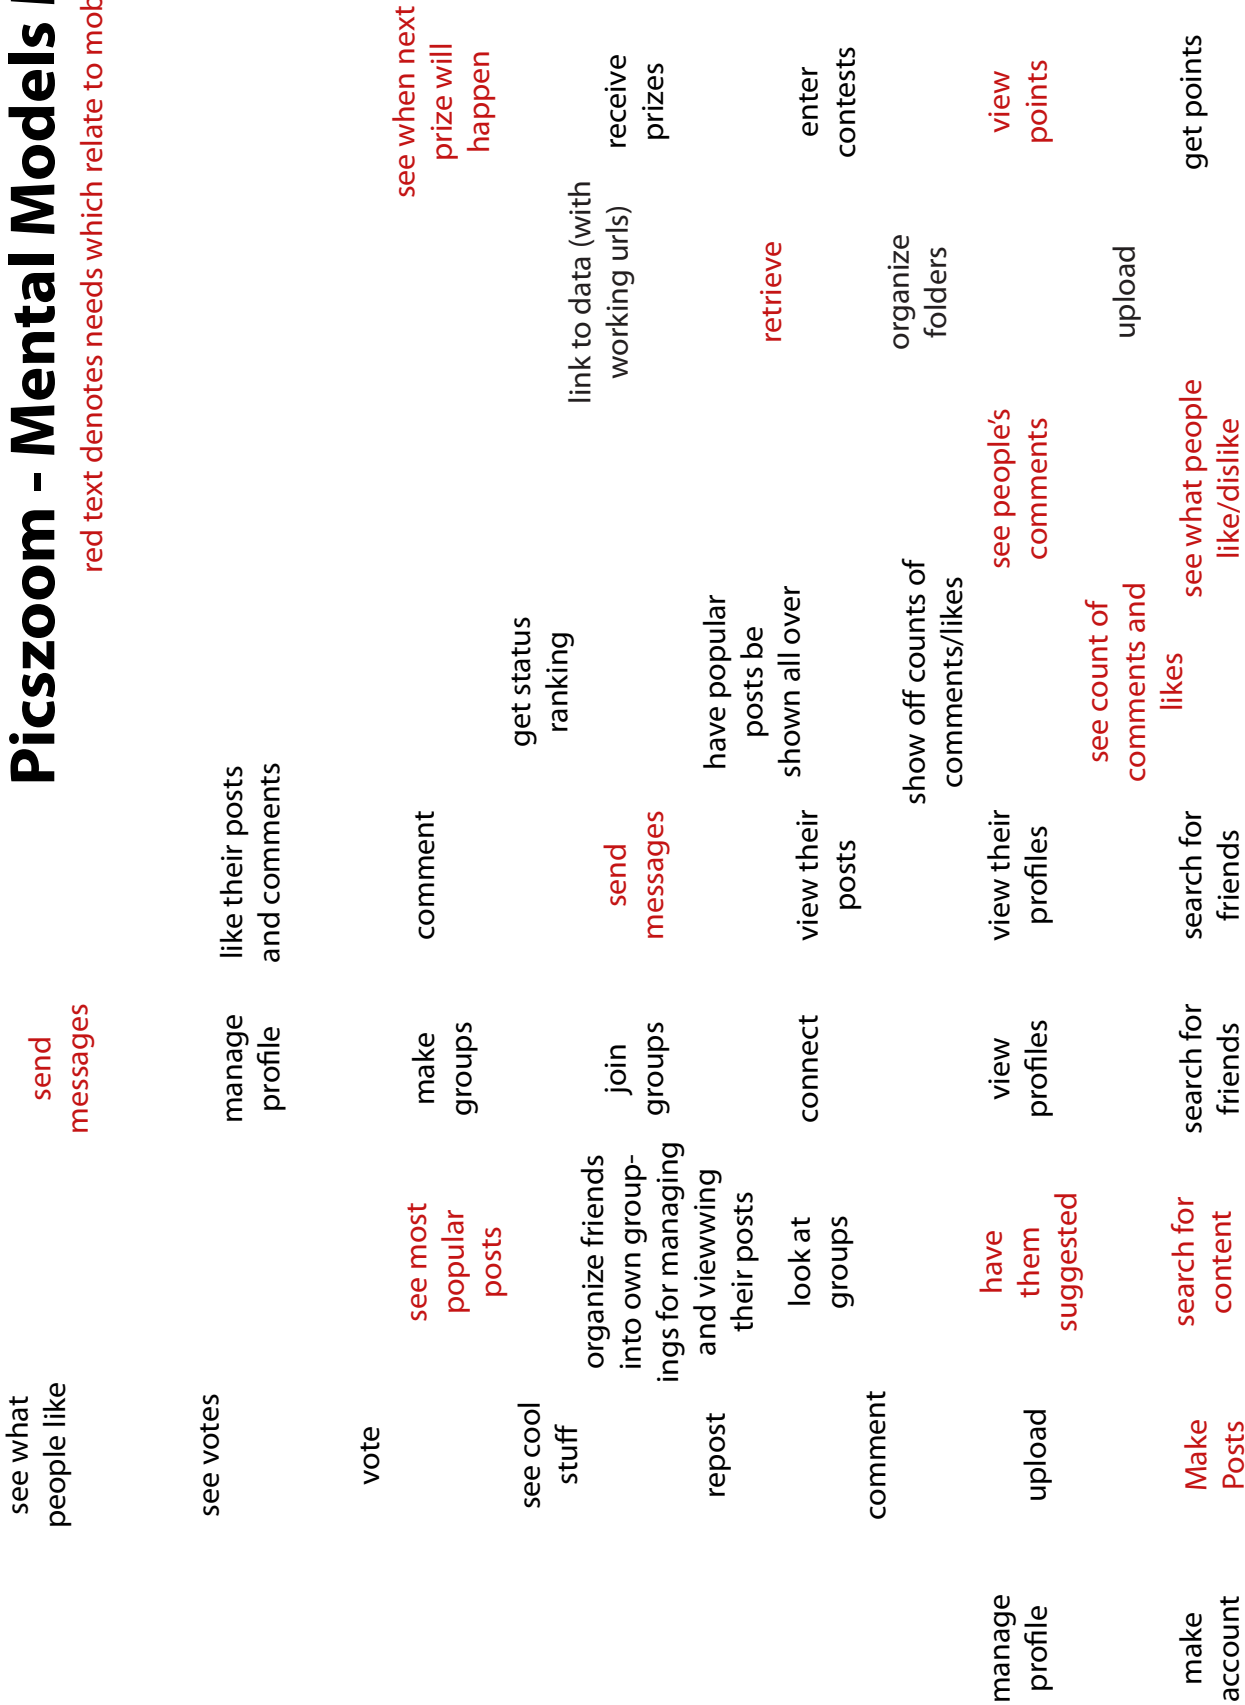 Picszoom - Mental Models
red text denotes needs which relate to mob
manage
profile
make
account
see what
people like
see votes
vote
see cool
stuff
repost
comment
upload
Make
Posts
see most
popular
posts
organize friends
into own group-
ings for managing
and viewwing
their posts
look at
groups
have
them
suggested
search for
content
send
messages
manage
profile
make
groups
join
groups
connect
view
profiles
search for
friends
like their posts
and comments
comment
send
messages
view their
posts
view their
profiles
search for
friends
get status
ranking
have popular
posts be
shown all over
show off counts of
comments/likes
see count of
comments and
likes
see people's
comments
see what people
like/dislike
link to data (with
working urls)
retrieve
organize
folders
upload
see when next
prize will
happen
receive
prizes
enter
contests
view
points
get points